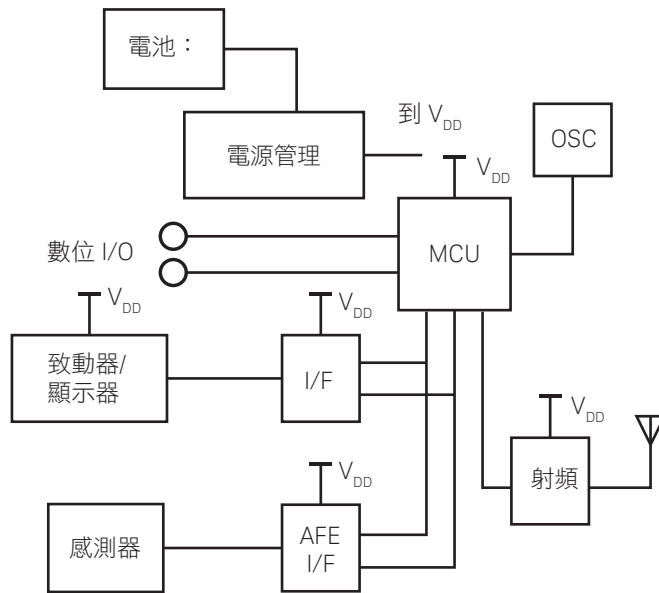 電池：
電源管理
到 VDD
VDD
OSC
MCU
數位 I/O
VDD
VDD
致動器/
顯示器
I/F
VDD
射頻
VDD
感測器
AFE
I/F